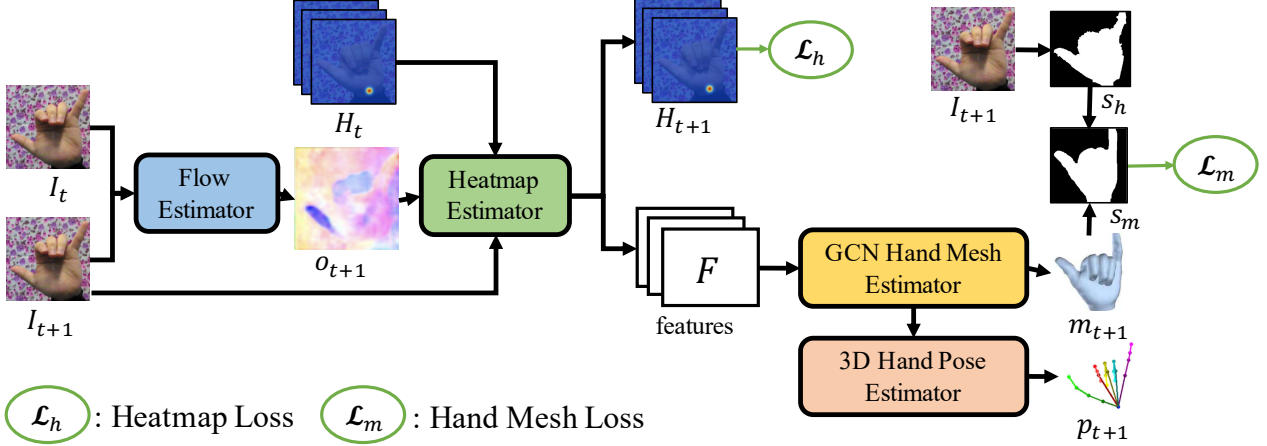 I_t
I_{t+1}
Flow
Estimator
o_{t+1}
H_t
Heatmap
Estimator
H_{t+1}
ℒ_h
F
features
GCN Hand Mesh
Estimator
3D Hand Pose
Estimator
I_{t+1}
s_h
s_m
ℒ_m
m_{t+1}
p_{t+1}
ℒ_h : Heatmap Loss
ℒ_m : Hand Mesh Loss